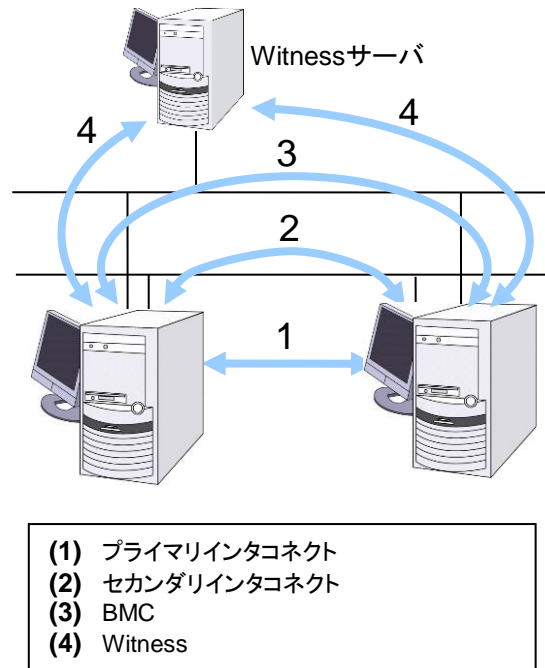 Witnessサーバ
4
4
3
2
1
(1) プライマリインタコネクト
(2) セカンダリインタコネクト
(3) BMC
(4) Witness